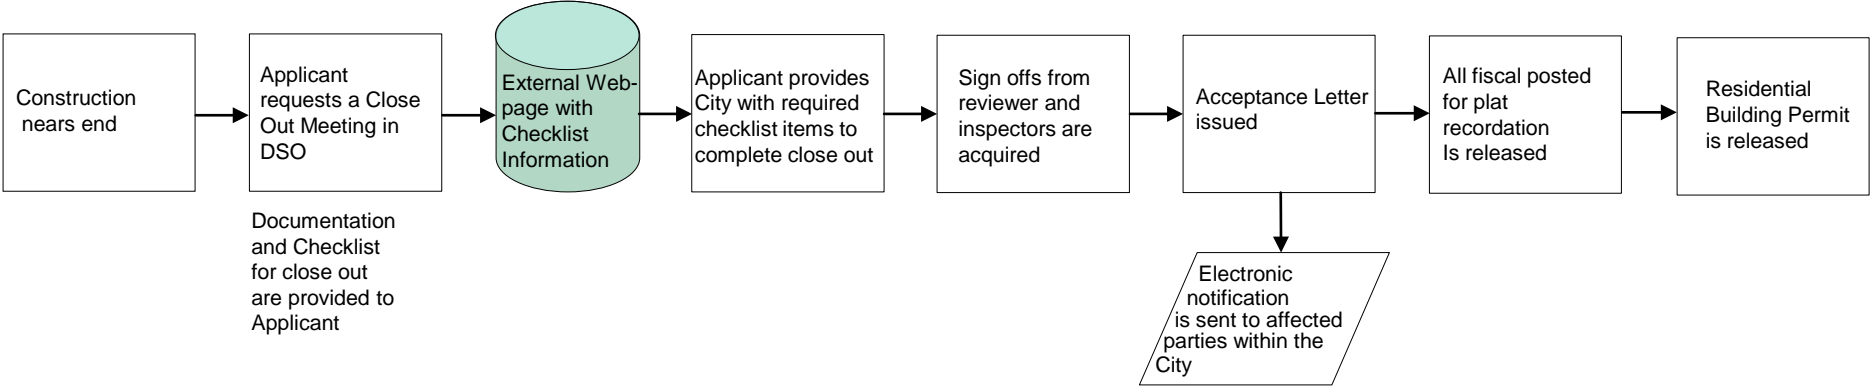 Construction
nears end
Applicant
requests a Close
Out Meeting in
DSO
Documentation
and Checklist
for close out
are provided to
Applicant
External Web-
page with
Checklist
Information
Applicant provides
City with required
checklist items to
complete close out
Sign offs from
reviewer and
inspectors are
acquired
Acceptance Letter
issued
Electronic
notification
is sent to affected
parties within the
City
All fiscal posted
for plat
recordation
Is released
Residential
Building Permit
is released